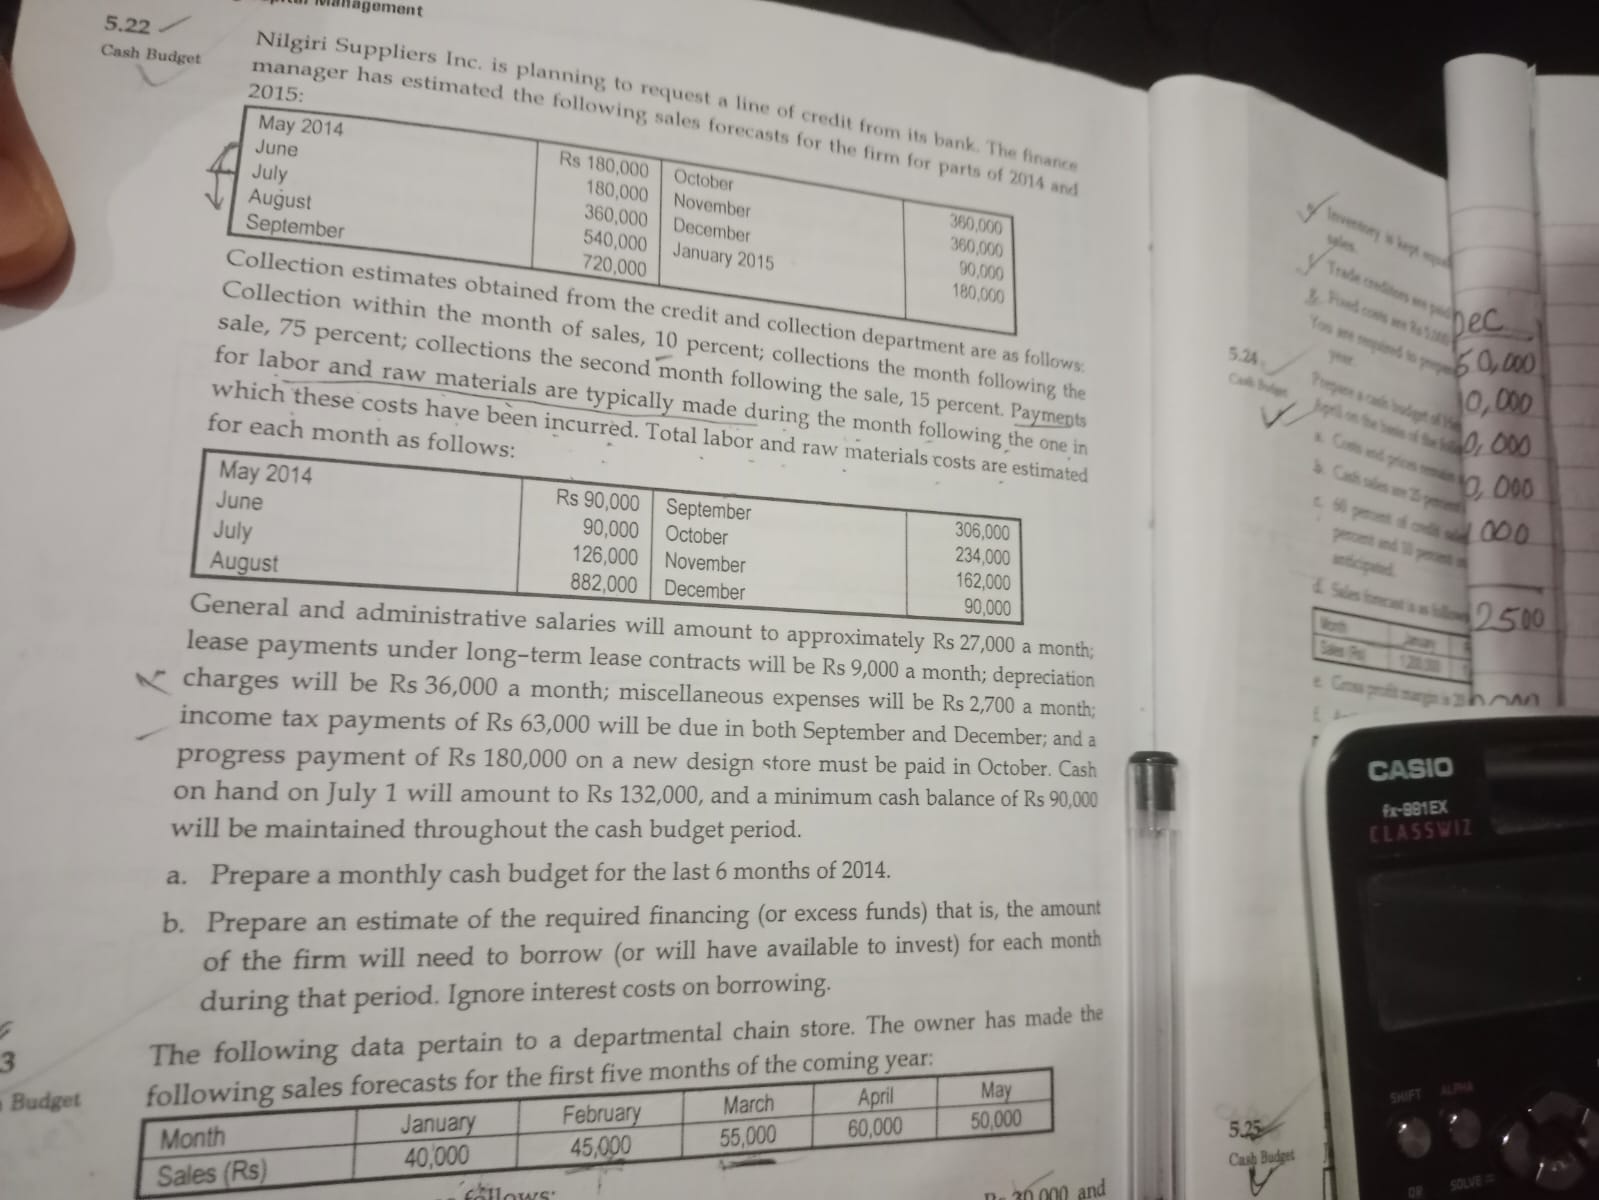 Management
5.22
Cash Budget
Nilgiri Suppliers Inc. is planning to request a line of credit from its bank. The finance
manager has estimated the following sales forecasts for the firm for parts of 2014 and
2015:
May 2014 Rs 180,000 October 360,000
June 180,000 November 360,000
July 360,000 December 90,000
August 540,000 January 2015 180,000
September 720,000
Collection estimates obtained from the credit and collection department are as follows:
Collection within the month of sales, 10 percent; collections the month following the
sale, 75 percent; collections the second month following the sale, 15 percent. Payments
for labor and raw materials are typically made during the month following the one in
which these costs have been incurred. Total labor and raw materials costs are estimated
for each month as follows:
May 2014 Rs 90,000 September 306,000
June 90,000 October 234,000
July 126,000 November 162,000
August 882,000 December 90,000
General and administrative salaries will amount to approximately Rs 27,000 a month;
lease payments under long-term lease contracts will be Rs 9,000 a month; depreciation
charges will be Rs 36,000 a month; miscellaneous expenses will be Rs 2,700 a month;
income tax payments of Rs 63,000 will be due in both September and December; and a
progress payment of Rs 180,000 on a new design store must be paid in October. Cash
on hand on July 1 will amount to Rs 132,000, and a minimum cash balance of Rs 90,000
will be maintained throughout the cash budget period.
a. Prepare a monthly cash budget for the last 6 months of 2014.
b. Prepare an estimate of the required financing (or excess funds) that is, the amount
of the firm will need to borrow (or will have available to invest) for each month
during that period. Ignore interest costs on borrowing.
3
Budget
The following data pertain to a departmental chain store. The owner has made the
following sales forecasts for the first five months of the coming year:
Month January February March April May
Sales (Rs) 40,000 45,000 55,000 60,000 50,000
follows:
30,000 and
Inventory is kept
sales.
Trade creditors are paid
g. Fixed costs are Rs
You are required to
year.
5.24
Cash Budget
Prepare a cash budget of
April on the basis of the
a. Costs and prices remain
b. Cash sales are 25 percent
c. 60 percent of credit
percent and 10 percent
anticipated.
d. Sales forecast is as follows
Month January
Sales (Rs)
e. Gross profit margin is
Dec
50,000
0,000
0,000
0,000
000
2500
CASIO
fx-991EX
CLASSWIZ
SHIFT ALPHA
SOLVE =
5.25
Cash Budget